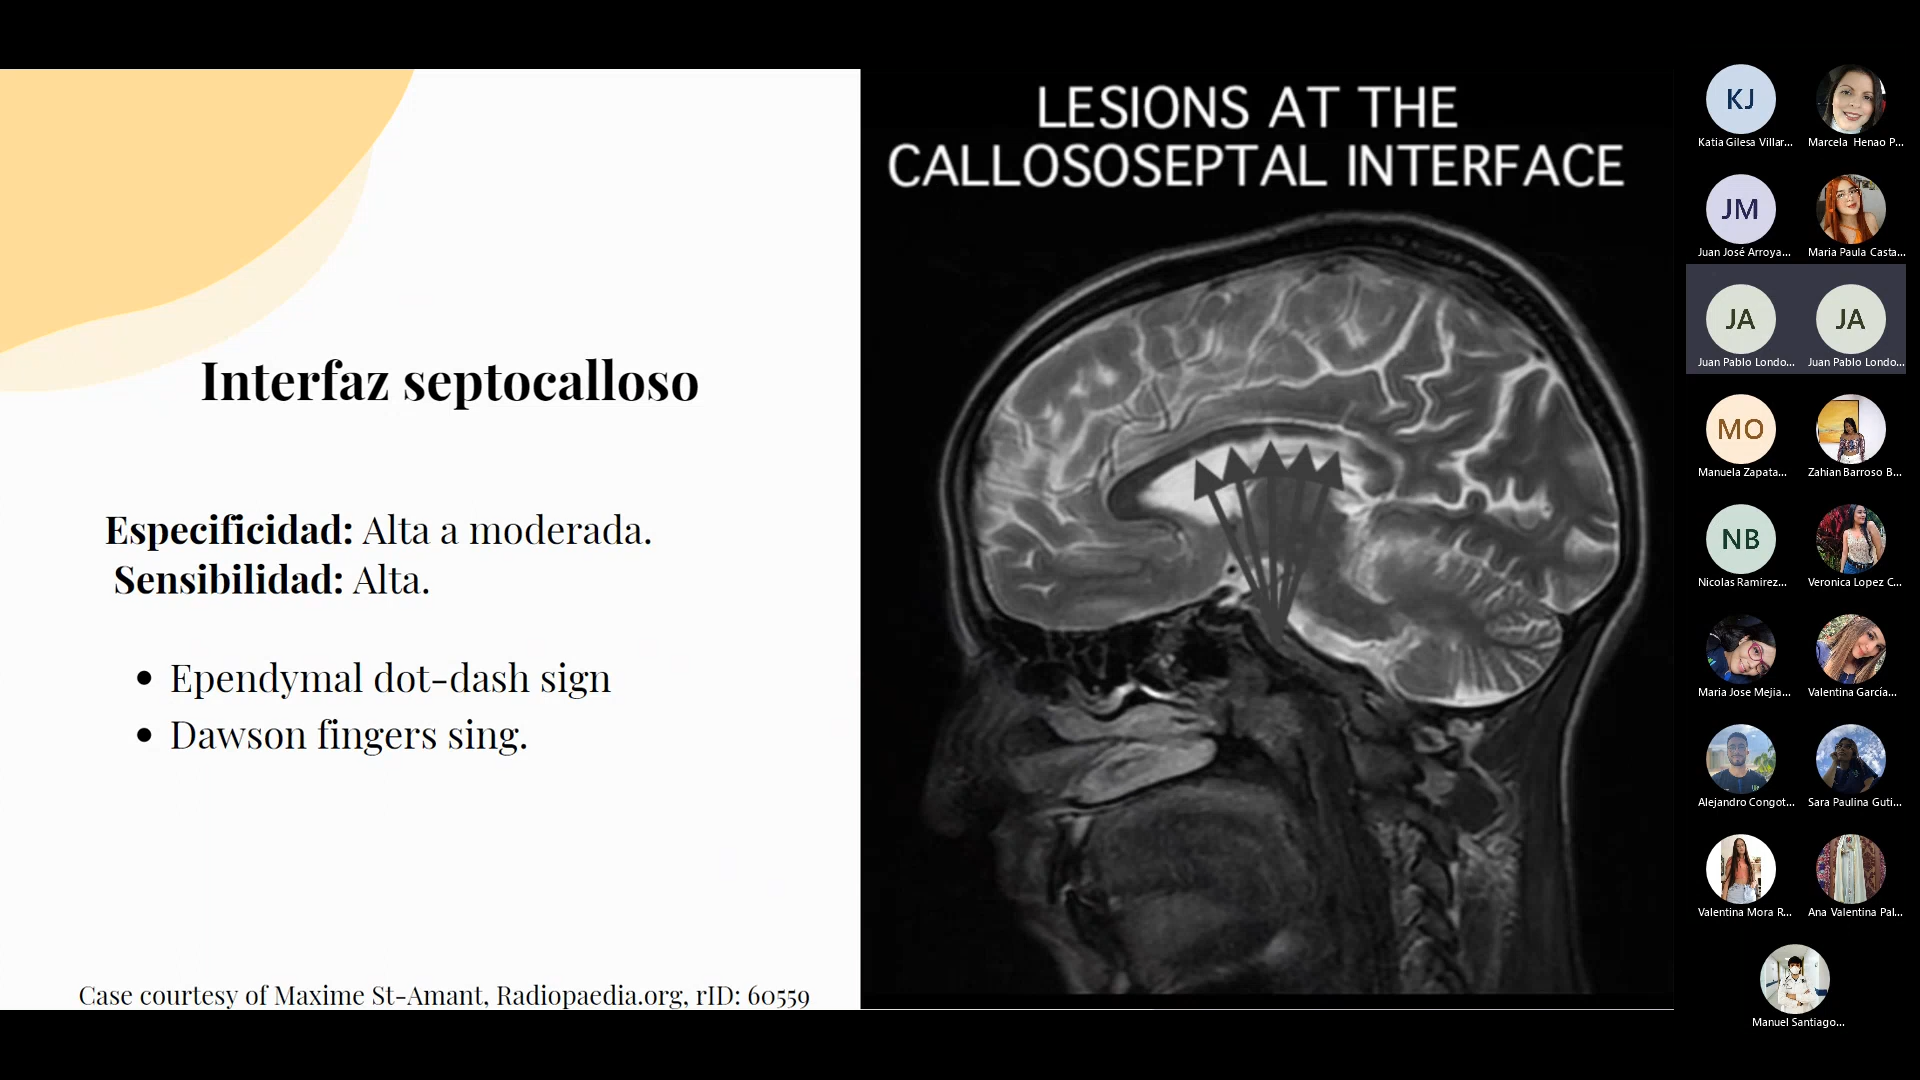 Interfaz septocalloso
Especificidad: Alta a moderada.
Sensibilidad: Alta.
• Ependymal dot-dash sign
• Dawson fingers sing.
Case courtesy of Maxime St-Amant, Radiopaedia.org, rID: 60559
LESIONS AT THE
CALLOSOSEPTAL INTERFACE
KJ
Katia Gilesa Villar...
Marcela Henao P...
JM
Juan José Arroya...
Maria Paula Casta...
JA
JA
Juan Pablo Londo...
Juan Pablo Londo...
MO
Manuela Zapata...
Zahian Barroso B...
NB
Nicolas Ramirez...
Veronica Lopez C...
Maria Jose Mejia...
Valentina García...
Alejandro Congot...
Sara Paulina Guti...
Valentina Mora R...
Ana Valentina Pal...
Manuel Santiago...